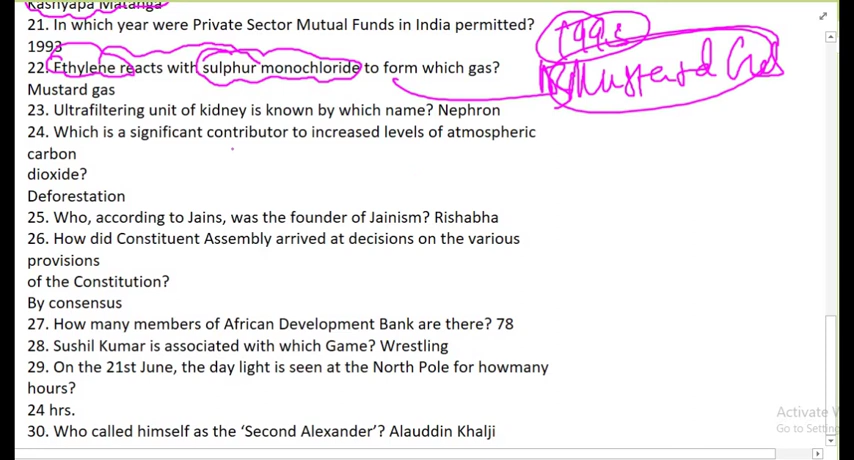 Kashyapa Matanga
21. In which year were Private Sector Mutual Funds in India permitted?
1993
1993
22. Ethylene reacts with sulphur monochloride to form which gas?
Mustard Gas
Mustard gas
23. Ultrafiltering unit of kidney is known by which name? Nephron
24. Which is a significant contributor to increased levels of atmospheric
carbon
dioxide?
Deforestation
25. Who, according to Jains, was the founder of Jainism? Rishabha
26. How did Constituent Assembly arrived at decisions on the various
provisions
of the Constitution?
By consensus
27. How many members of African Development Bank are there? 78
28. Sushil Kumar is associated with which Game? Wrestling
29. On the 21st June, the day light is seen at the North Pole for howmany
hours?
24 hrs.
Activate
Go to Settin
30. Who called himself as the ‘Second Alexander’? Alauddin Khalji